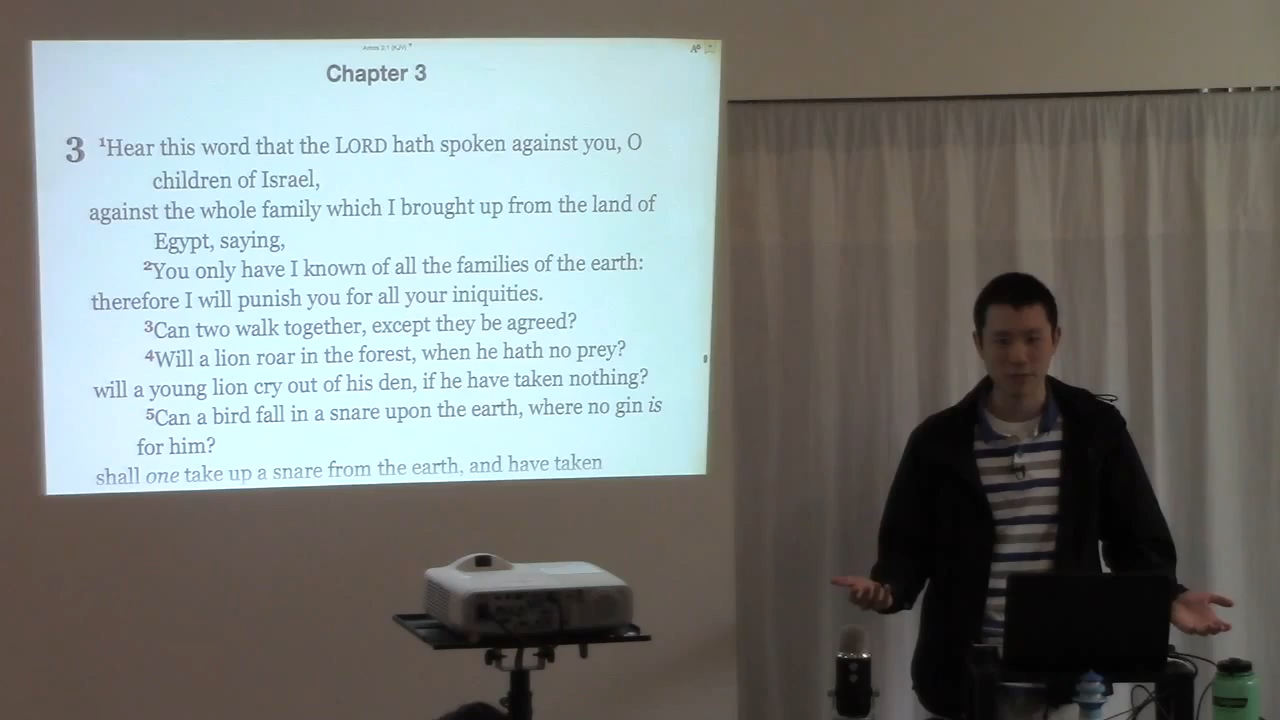 Amos 2:1 (KJV)
Chapter 3
3 ¹Hear this word that the LORD hath spoken against you, O
children of Israel,
against the whole family which I brought up from the land of
Egypt, saying,
²You only have I known of all the families of the earth:
therefore I will punish you for all your iniquities.
³Can two walk together, except they be agreed?
⁴Will a lion roar in the forest, when he hath no prey?
will a young lion cry out of his den, if he have taken nothing?
⁵Can a bird fall in a snare upon the earth, where no gin is
for him?
shall one take up a snare from the earth, and have taken